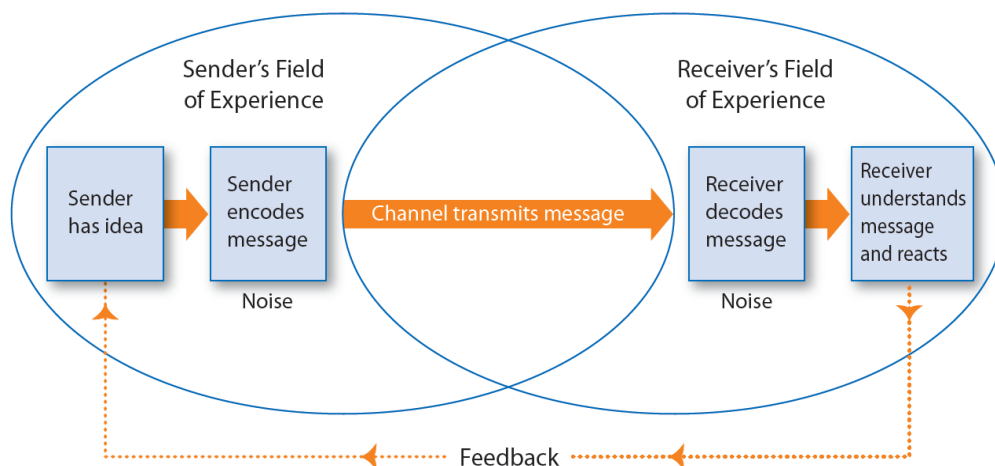 Sender's Field
of Experience
Receiver's Field
of Experience
Sender
has idea
Sender
encodes
message
Channel transmits message
Receiver
decodes
message
Receiver
understands
message
and reacts
Noise
Noise
Feedback